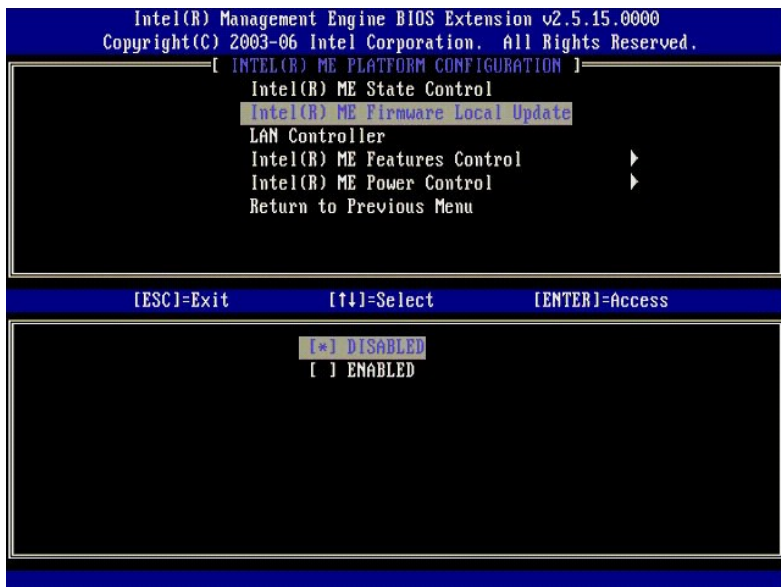 Intel(R) Management Engine BIOS Extension v2.5.15.0000
Copyright(C) 2003-06 Intel Corporation. All Rights Reserved.
[ INTEL(R) ME PLATFORM CONFIGURATION ]
Intel(R) ME State Control
Intel(R) ME Firmware Local Update
LAN Controller
Intel(R) ME Features Control ►
Intel(R) ME Power Control ►
Return to Previous Menu
[ESC]=Exit [↑↓]=Select [ENTER]=Access
[*] DISABLED
[ ] ENABLED